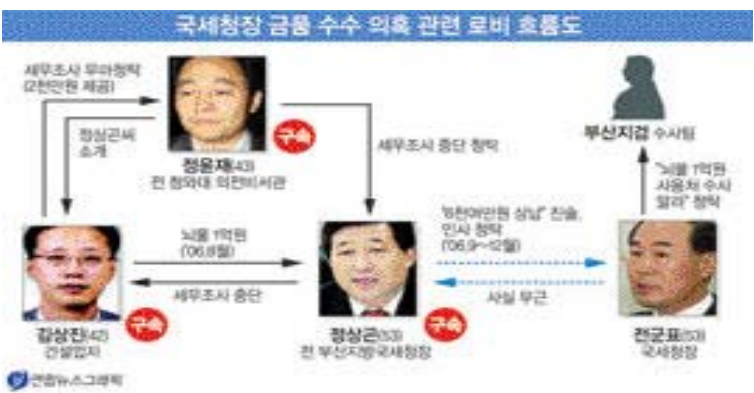 국세청장 금품 수수 의혹 관련 로비 흐름도
세무조사 무마청탁
(2천만원 제공)
정상곤씨
소개
구속
정윤재(43)
전 청와대 의전비서관
세무조사 중단 청탁
부산지검 수사팀
"뇌물 1억원
사용처 수사
말라" 청탁
뇌물 1억원
('06.8월)
세무조사 중단
"6천여만원 상납" 진술,
인사 청탁
('06.9~12월)
사실 부근
구속
김상진(42)
건설업자
구속
정상곤(53)
전 부산지방국세청장
전군표(53)
국세청장
연합뉴스그래픽